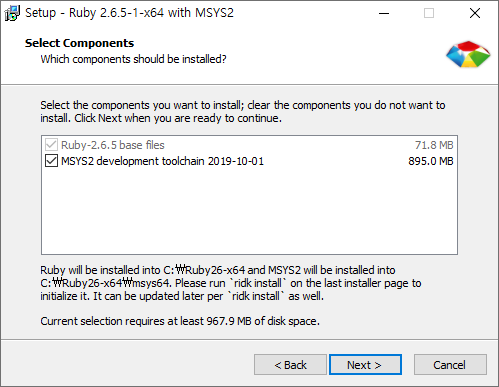 Setup - Ruby 2.6.5-1-x64 with MSYS2
Select Components
Which components should be installed?
Select the components you want to install; clear the components you do not want to
install. Click Next when you are ready to continue.
Ruby-2.6.5 base files 71.8 MB
MSYS2 development toolchain 2019-10-01 895.0 MB
Ruby will be installed into C:₩Ruby26-x64 and MSYS2 will be installed into
C:₩Ruby26-x64₩msys64. Please run `ridk install` on the last installer page to
initialize it. It can be updated later per `ridk install` as well.
Current selection requires at least 967.9 MB of disk space.
< Back Next > Cancel